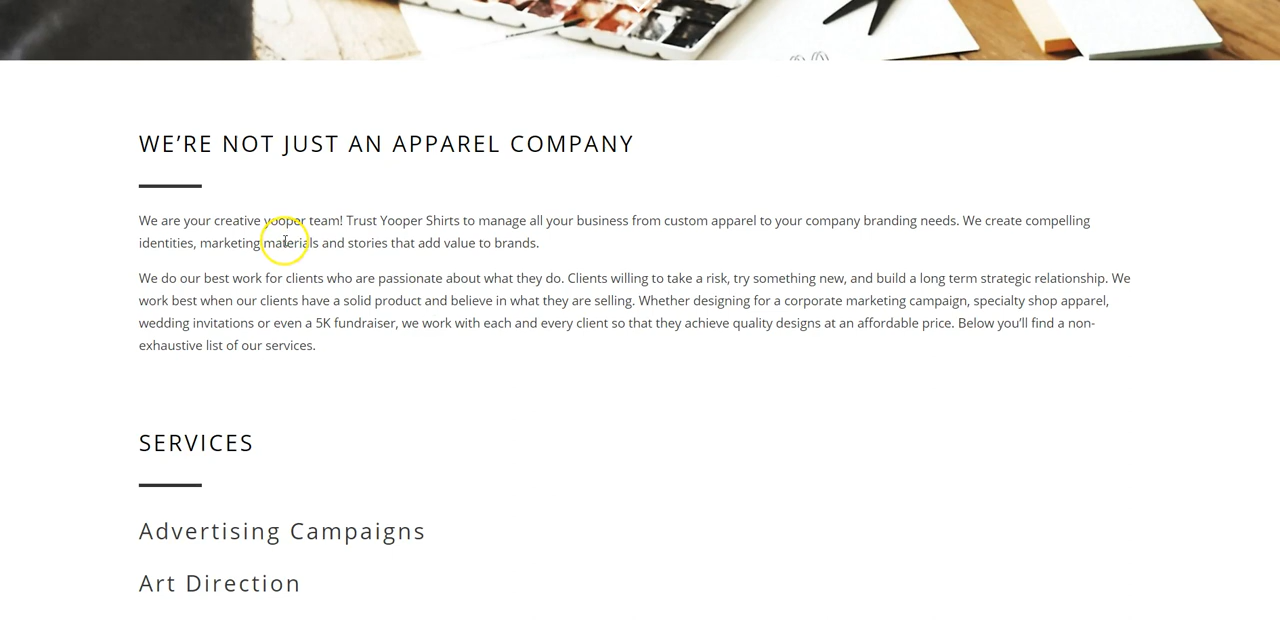 WE’RE NOT JUST AN APPAREL COMPANY
We are your creative yooper team! Trust Yooper Shirts to manage all your business from custom apparel to your company branding needs. We create compelling
identities, marketing materials and stories that add value to brands.
We do our best work for clients who are passionate about what they do. Clients willing to take a risk, try something new, and build a long term strategic relationship. We
work best when our clients have a solid product and believe in what they are selling. Whether designing for a corporate marketing campaign, specialty shop apparel,
wedding invitations or even a 5K fundraiser, we work with each and every client so that they achieve quality designs at an affordable price. Below you’ll find a non-
exhaustive list of our services.
SERVICES
Advertising Campaigns
Art Direction